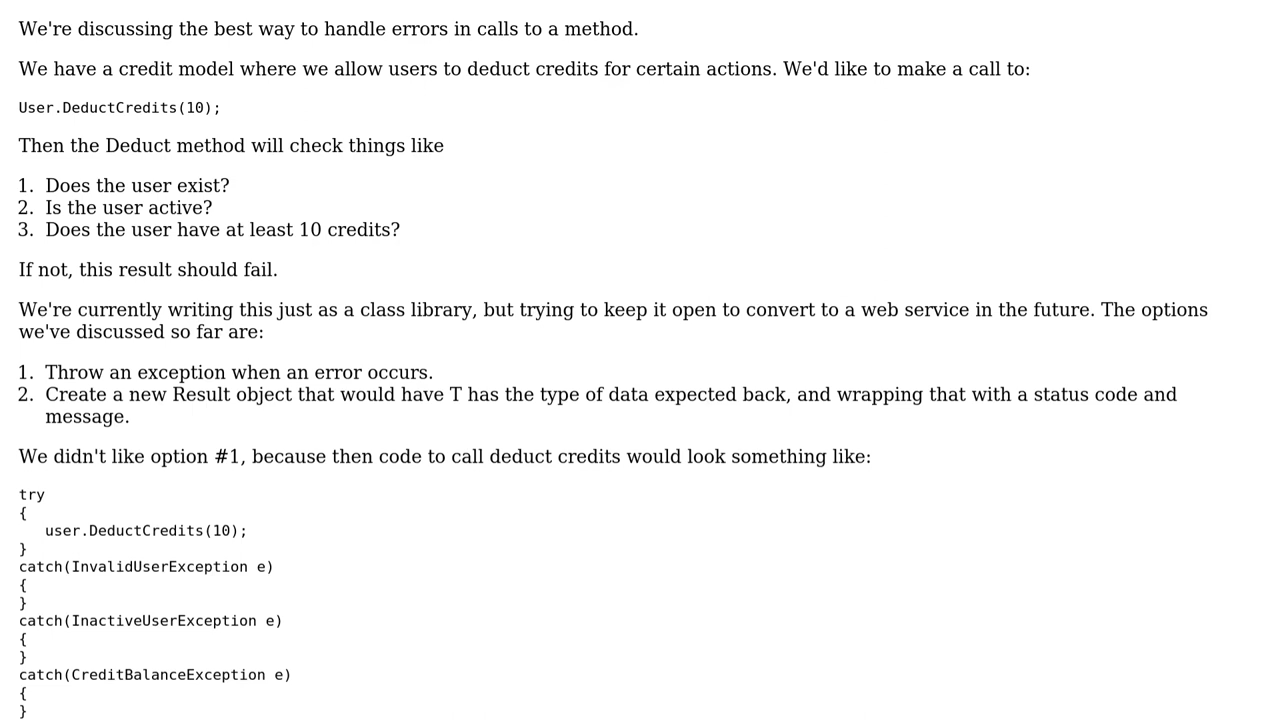 We're discussing the best way to handle errors in calls to a method.
We have a credit model where we allow users to deduct credits for certain actions. We'd like to make a call to:
User.DeductCredits(10);
Then the Deduct method will check things like
1. Does the user exist?
2. Is the user active?
3. Does the user have at least 10 credits?
If not, this result should fail.
We're currently writing this just as a class library, but trying to keep it open to convert to a web service in the future. The options
we've discussed so far are:
1. Throw an exception when an error occurs.
2. Create a new Result object that would have T has the type of data expected back, and wrapping that with a status code and
message.
We didn't like option #1, because then code to call deduct credits would look something like:
try
{
   user.DeductCredits(10);
}
catch(InvalidUserException e)
{
}
catch(InactiveUserException e)
{
}
catch(CreditBalanceException e)
{
}